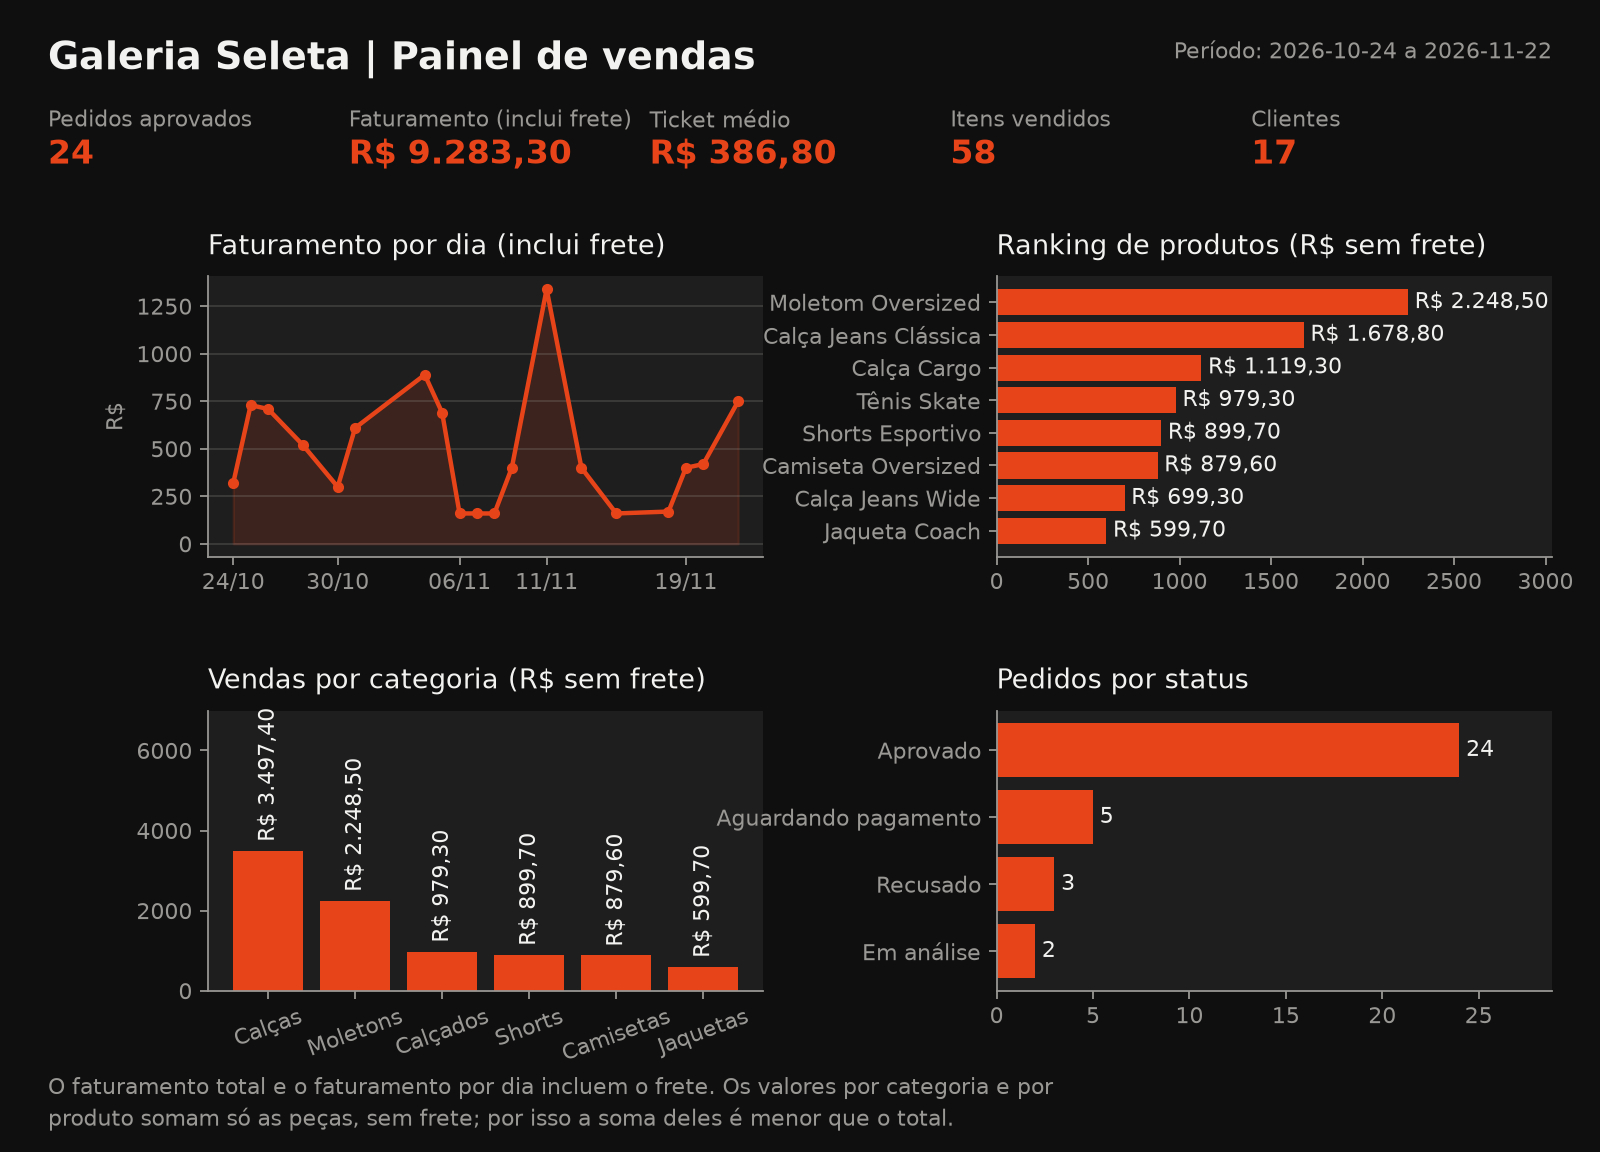 Galeria Seleta | Painel de vendas
Período: 2026-10-24 a 2026-11-22
Pedidos aprovados
24
Faturamento (inclui frete)
R$ 9.283,30
Ticket médio
R$ 386,80
Itens vendidos
58
Clientes
17
Faturamento por dia (inclui frete)
R$
1250
1000
750
500
250
0
24/10 30/10 06/11 11/11 19/11
Ranking de produtos (R$ sem frete)
Moletom Oversized R$ 2.248,50
Calça Jeans Clássica R$ 1.678,80
Calça Cargo R$ 1.119,30
Tênis Skate R$ 979,30
Shorts Esportivo R$ 899,70
Camiseta Oversized R$ 879,60
Calça Jeans Wide R$ 699,30
Jaqueta Coach R$ 599,70
0 500 1000 1500 2000 2500 3000
Vendas por categoria (R$ sem frete)
6000
4000
2000
0
R$ 3.497,40
R$ 2.248,50
R$ 979,30
R$ 899,70
R$ 879,60
R$ 599,70
Calças Moletons Calçados Shorts Camisetas Jaquetas
Pedidos por status
Aprovado 24
Aguardando pagamento 5
Recusado 3
Em análise 2
0 5 10 15 20 25
O faturamento total e o faturamento por dia incluem o frete. Os valores por categoria e por
produto somam só as peças, sem frete; por isso a soma deles é menor que o total.